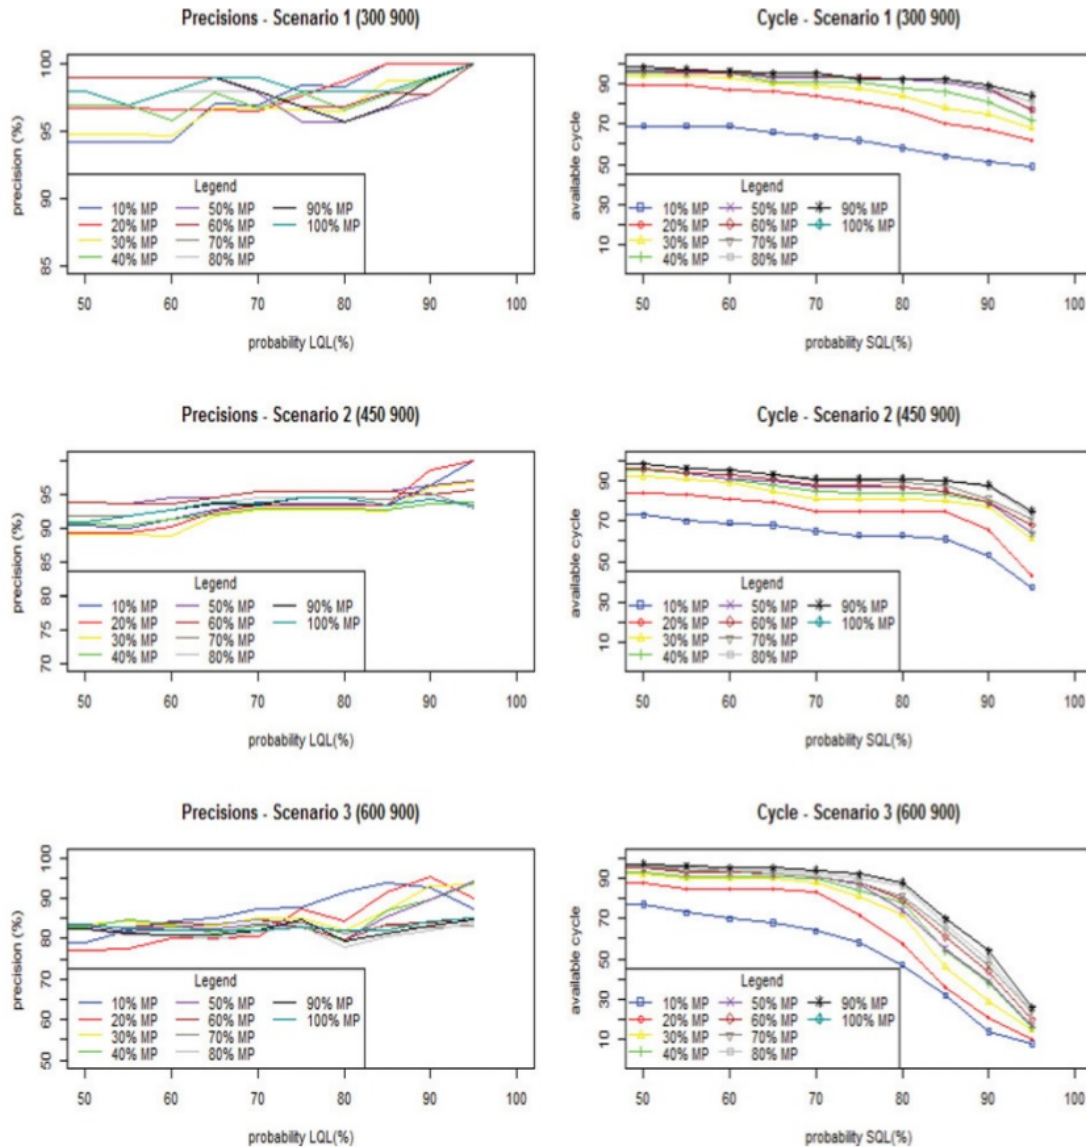 Precisions - Scenario 1 (300 900)
precision (%)
100
95
90
85
Legend
10% MP
20% MP
30% MP
40% MP
50% MP
60% MP
70% MP
80% MP
90% MP
100% MP
50 60 70 80 90 100
probability LQL(%)
Cycle - Scenario 1 (300 900)
available cycle
90
70
50
30
10
Legend
10% MP
20% MP
30% MP
40% MP
50% MP
60% MP
70% MP
80% MP
90% MP
100% MP
50 60 70 80 90 100
probability SQL(%)
Precisions - Scenario 2 (450 900)
precision (%)
95
90
85
80
75
70
Legend
10% MP
20% MP
30% MP
40% MP
50% MP
60% MP
70% MP
80% MP
90% MP
100% MP
50 60 70 80 90 100
probability LQL(%)
Cycle - Scenario 2 (450 900)
available cycle
90
70
50
30
10
Legend
10% MP
20% MP
30% MP
40% MP
50% MP
60% MP
70% MP
80% MP
90% MP
100% MP
50 60 70 80 90 100
probability SQL(%)
Precisions - Scenario 3 (600 900)
precision (%)
100
90
80
70
60
50
Legend
10% MP
20% MP
30% MP
40% MP
50% MP
60% MP
70% MP
80% MP
90% MP
100% MP
50 60 70 80 90 100
probability LQL(%)
Cycle - Scenario 3 (600 900)
available cycle
90
70
50
30
10
Legend
10% MP
20% MP
30% MP
40% MP
50% MP
60% MP
70% MP
80% MP
90% MP
100% MP
50 60 70 80 90 100
probability SQL(%)